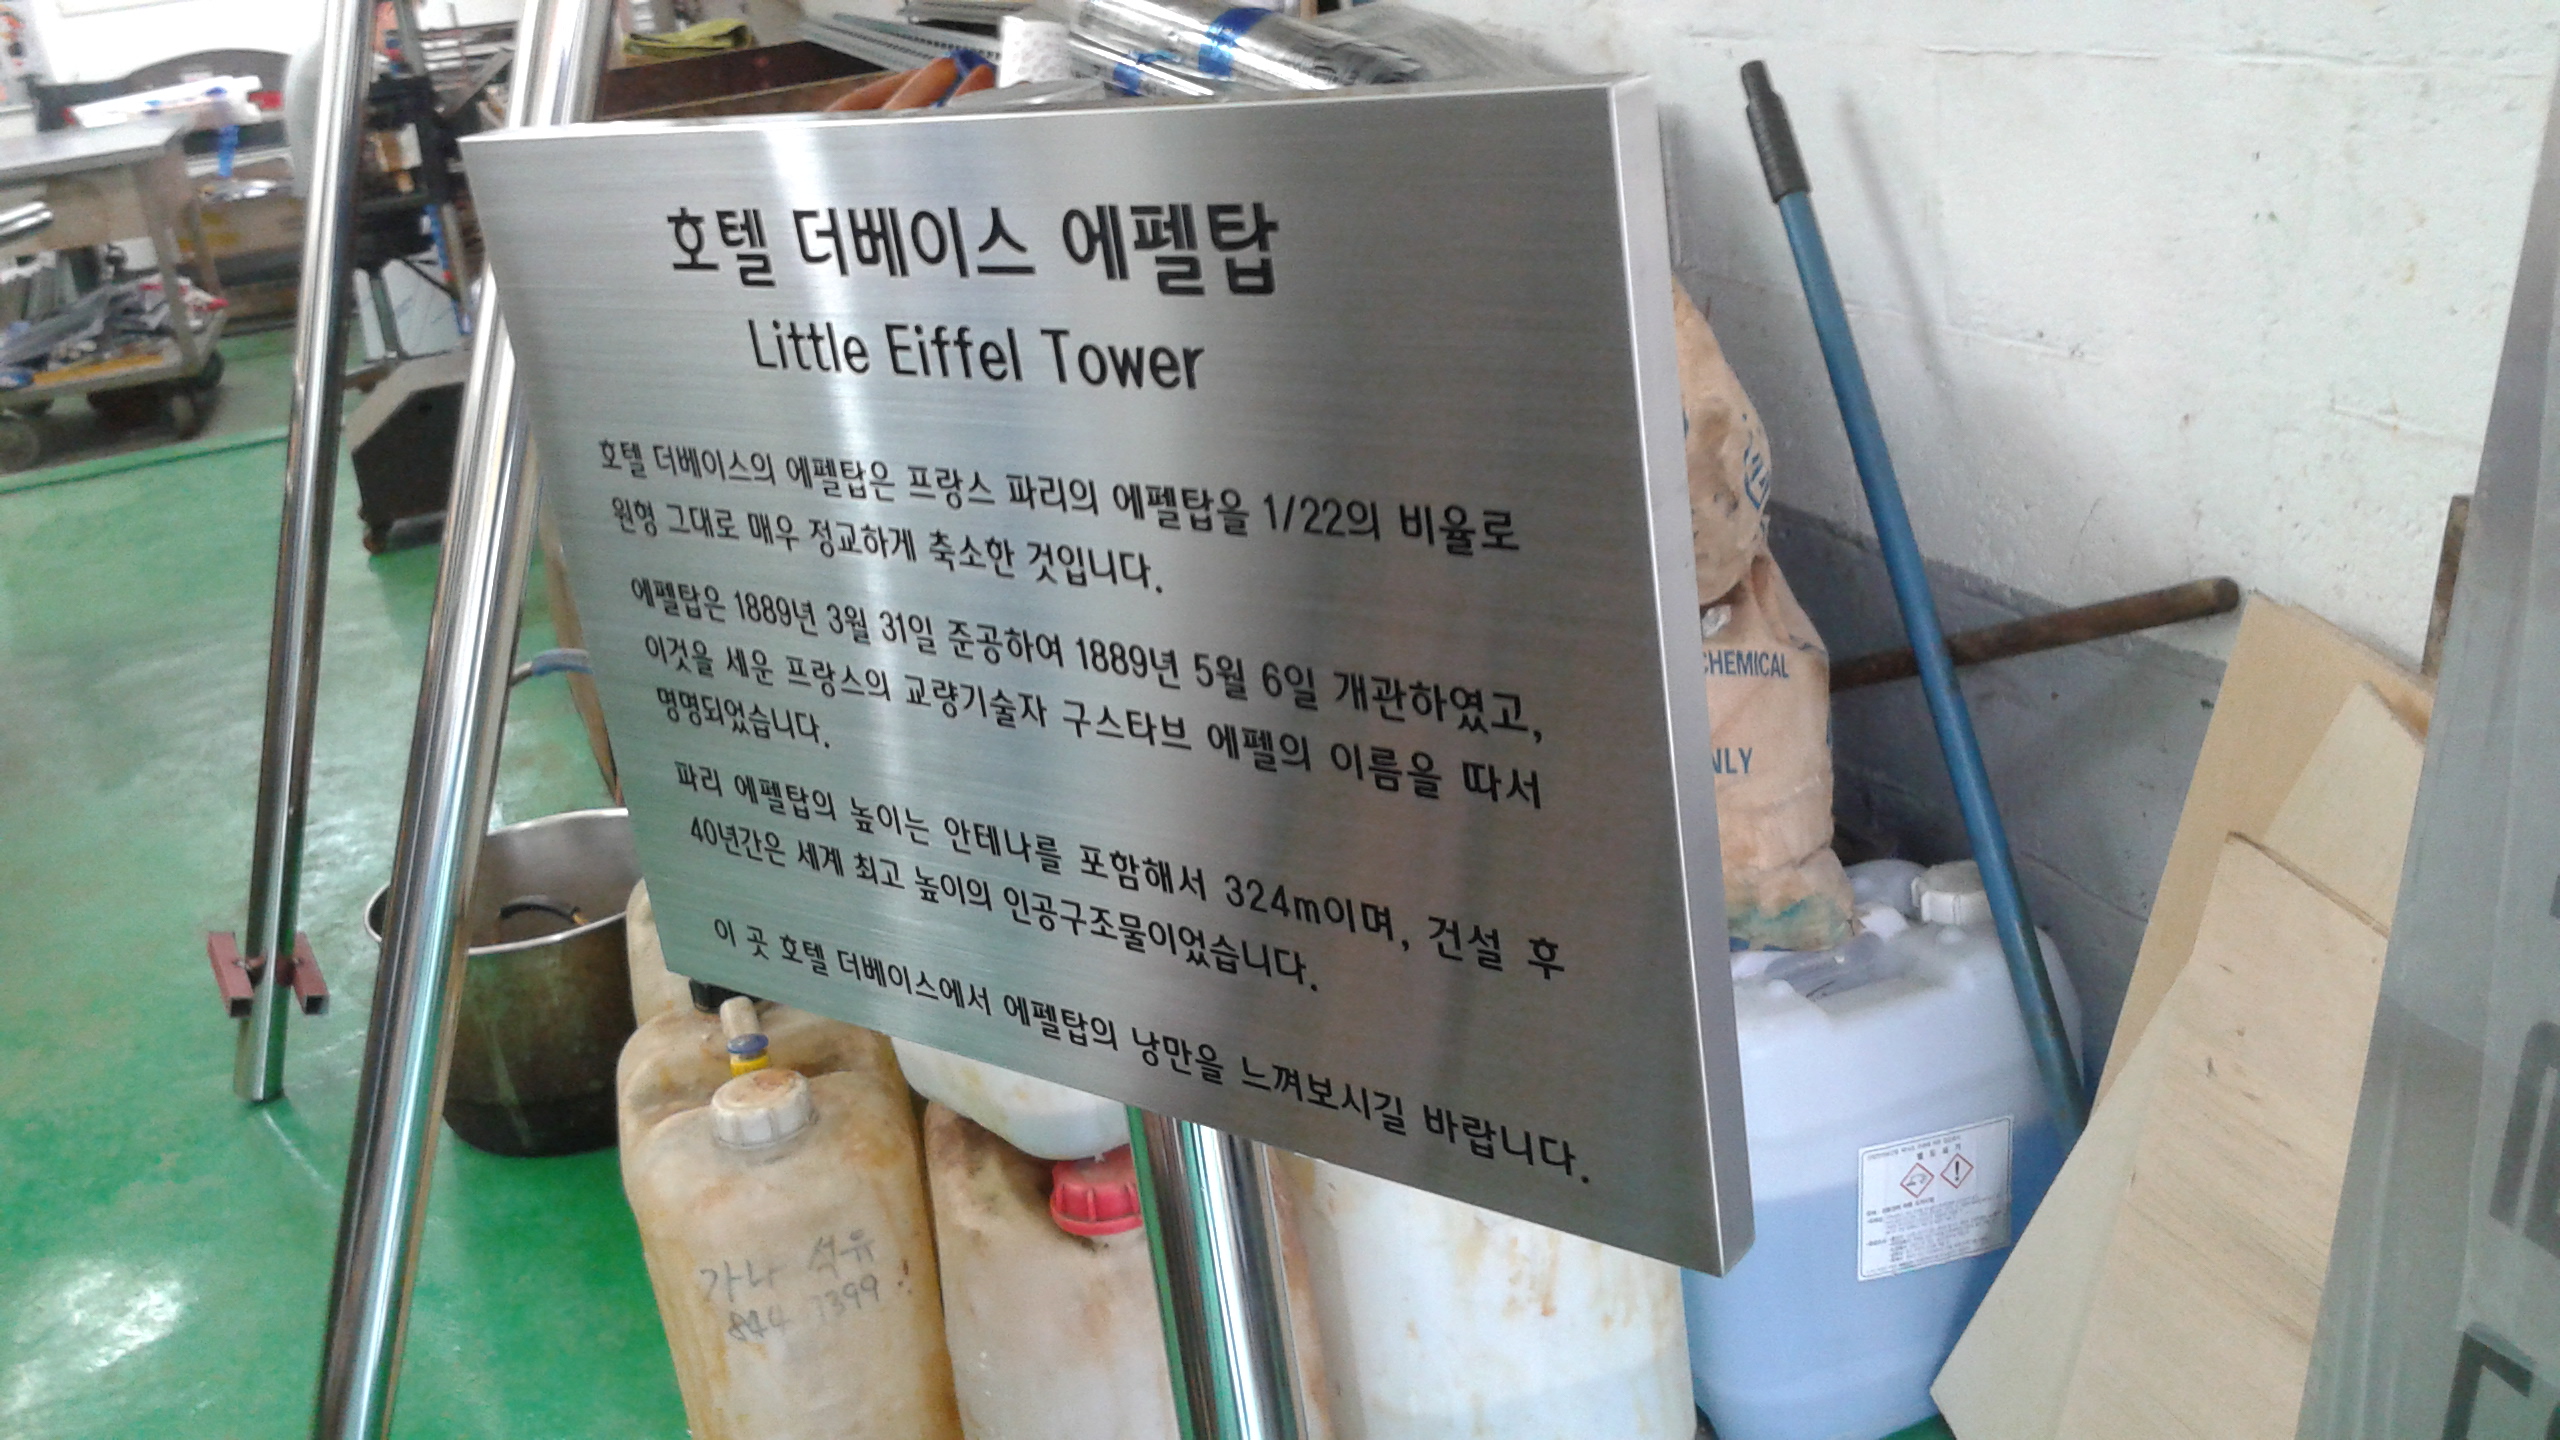 호텔 더베이스 에펠탑
Little Eiffel Tower
호텔 더베이스의 에펠탑은 프랑스 파리의 에펠탑을 1/22의 비율로
원형 그대로 매우 정교하게 축소한 것입니다.
에펠탑은 1889년 3월 31일 준공하여 1889년 5월 6일 개관하였고,
이것을 세운 프랑스의 교량기술자 구스타브 에펠의 이름을 따서
명명되었습니다.
파리 에펠탑의 높이는 안테나를 포함해서 324m이며, 건설 후
40년간은 세계 최고 높이의 인공구조물이었습니다.
이 곳 호텔 더베이스에서 에펠탑의 낭만을 느껴보시길 바랍니다.
CHEMICAL
NLY
가나 석유
844 7399